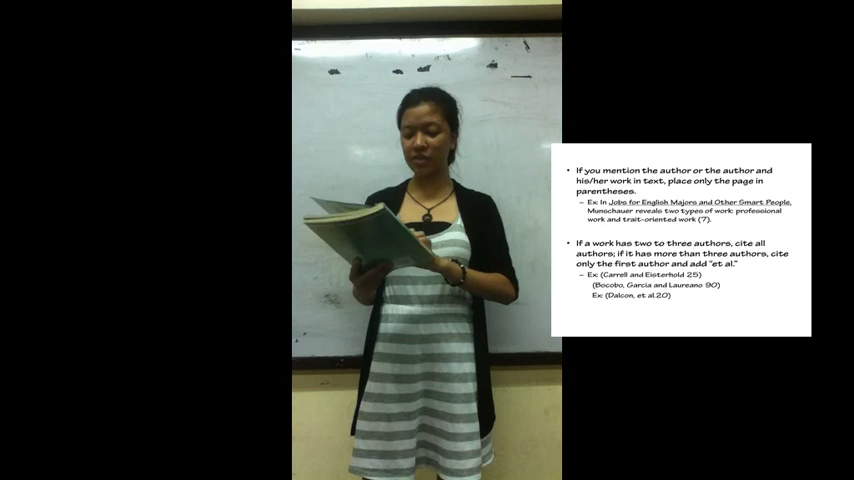 • If you mention the author or the author and
his/her work in text, place only the page in
parentheses.
– Ex: In Jobs for English Majors and Other Smart People,
Munschauer reveals two types of work: professional
work and trait-oriented work (7).
• If a work has two to three authors, cite all
authors; if it has more than three authors, cite
only the first author and add "et al."
– Ex: (Carrell and Eisterhold 25)
(Bocobo, Garcia and Laureano 90)
Ex: (Dalcon, et al.20)